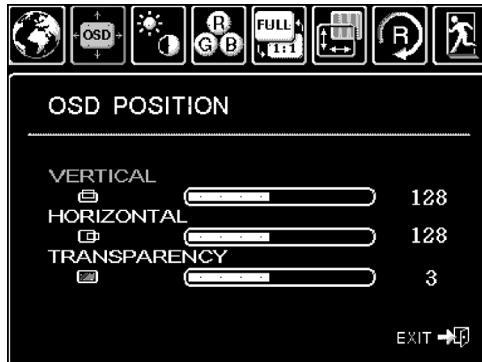 OSD
R
G B
FULL
1:1
R
OSD POSITION
VERTICAL
128
HORIZONTAL
128
TRANSPARENCY
3
EXIT